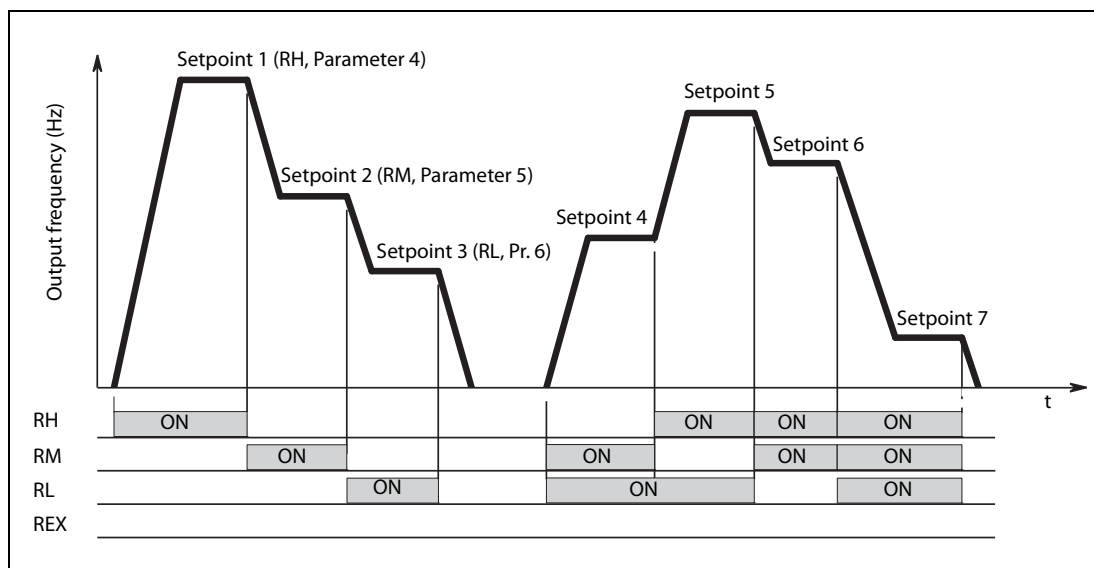 Output frequency (Hz)
Setpoint 1 (RH, Parameter 4)
Setpoint 2 (RM, Parameter 5)
Setpoint 3 (RL, Pr. 6)
Setpoint 4
Setpoint 5
Setpoint 6
Setpoint 7
t
RH ON ON ON ON
RM ON ON ON ON
RL ON ON ON
REX